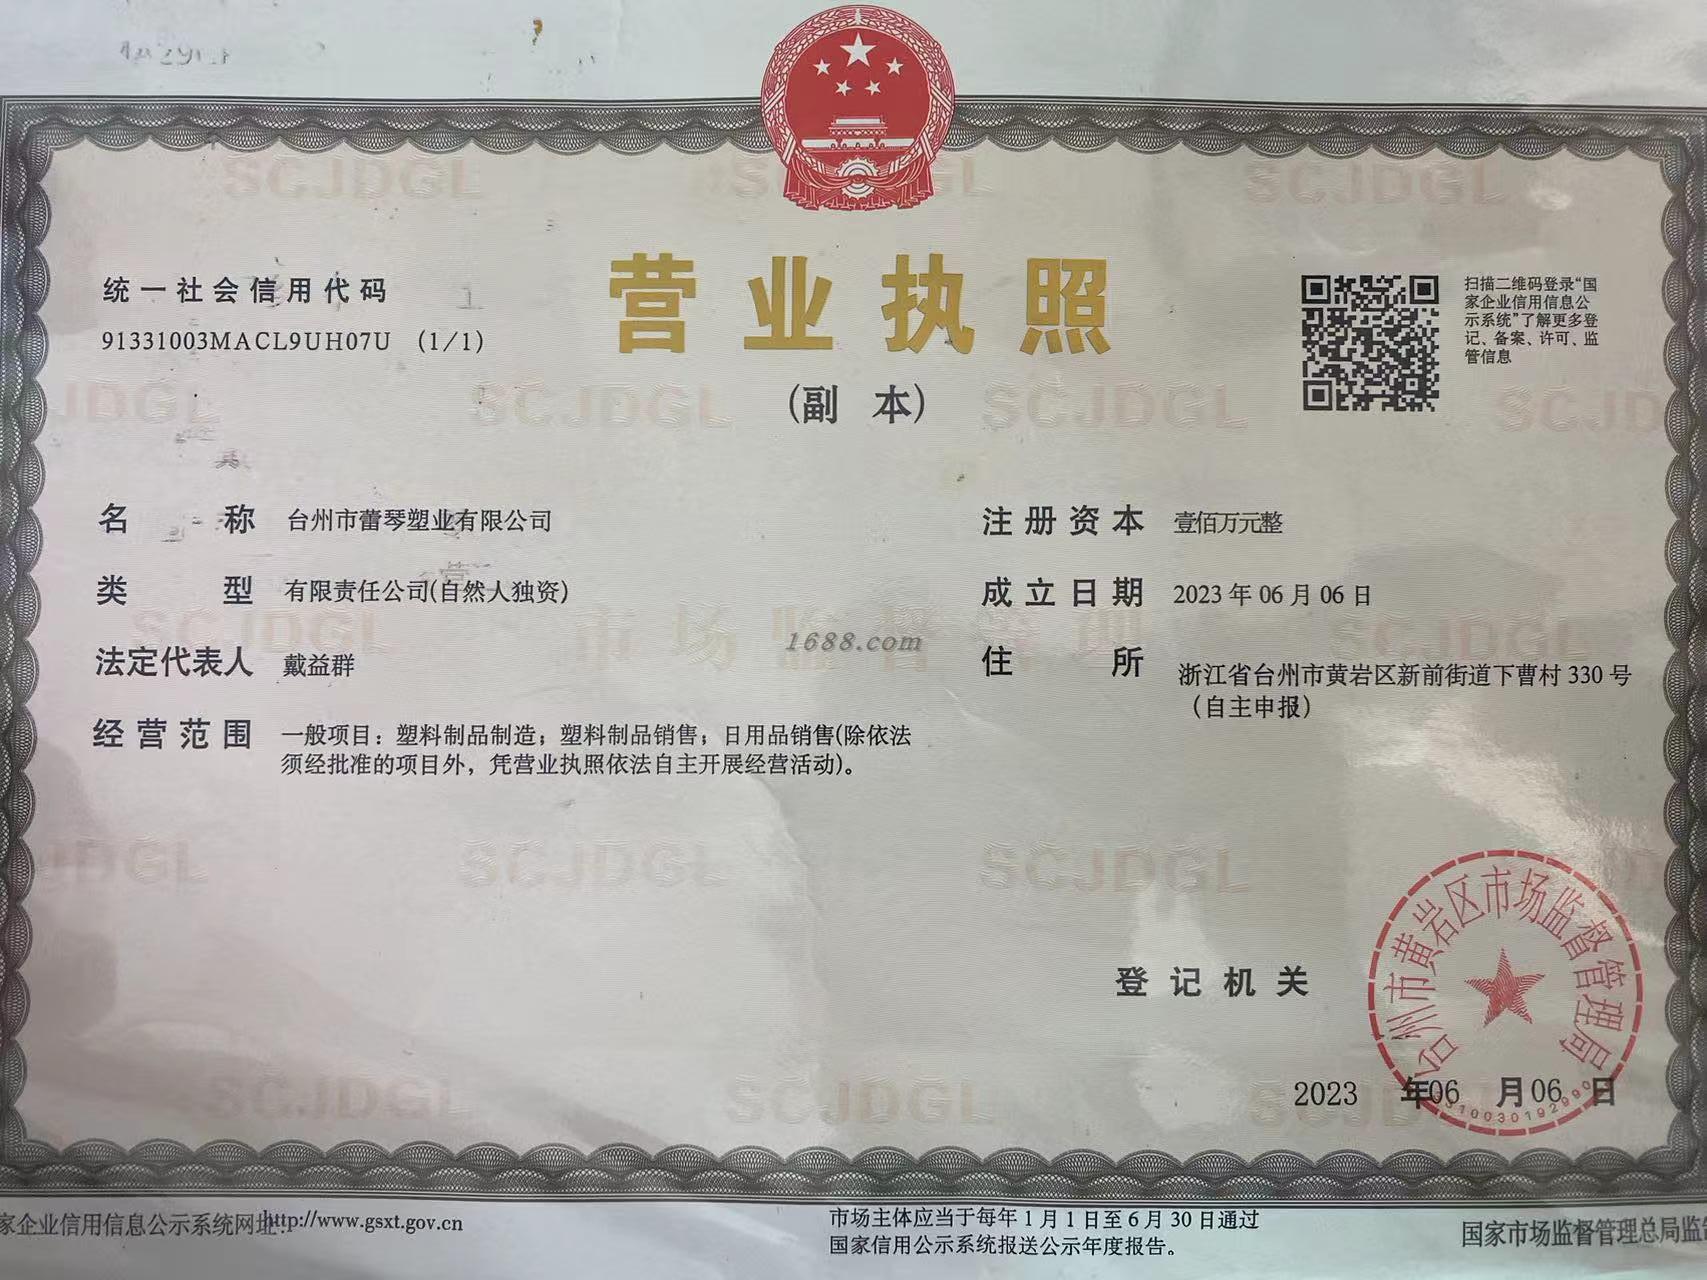 营业执照
(副 本)
统一社会信用代码
91331003MACL9UH07U (1/1)
扫描二维码登录“国
家企业信用信息公
示系统”了解更多登
记、备案、许可、监
管信息
名 称 台州市蕾琴塑业有限公司
类 型 有限责任公司(自然人独资)
法定代表人 戴益群
经营范围 一般项目：塑料制品制造；塑料制品销售；日用品销售(除依法
须经批准的项目外，凭营业执照依法自主开展经营活动)。
注册资本 壹佰万元整
成立日期 2023 年 06 月 06 日
住 所 浙江省台州市黄岩区新前街道下曹村 330 号
（自主申报）
1688.com
SCJDGL
登记机关
台州市黄岩区市场监督管理局
2023 年06 月06 日
家企业信用信息公示系统网址:http://www.gsxt.gov.cn
市场主体应当于每年 1 月 1 日至 6 月 30 日通过
国家信用公示系统报送公示年度报告。
国家市场监督管理总局监